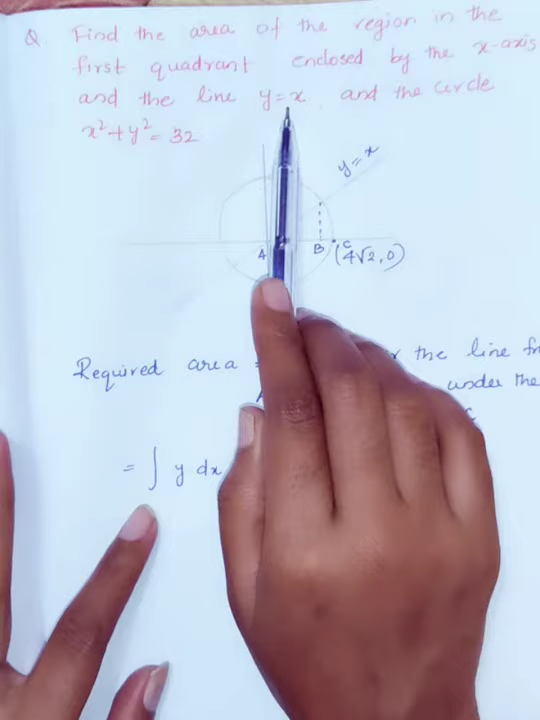 Q. Find the area of the region in the
first quadrant enclosed by the x-axis
and the line y=x, and the circle
x²+y²= 32
y=x
A B C
(4√2,0)
Required area = the line
under the
= ∫ y dx